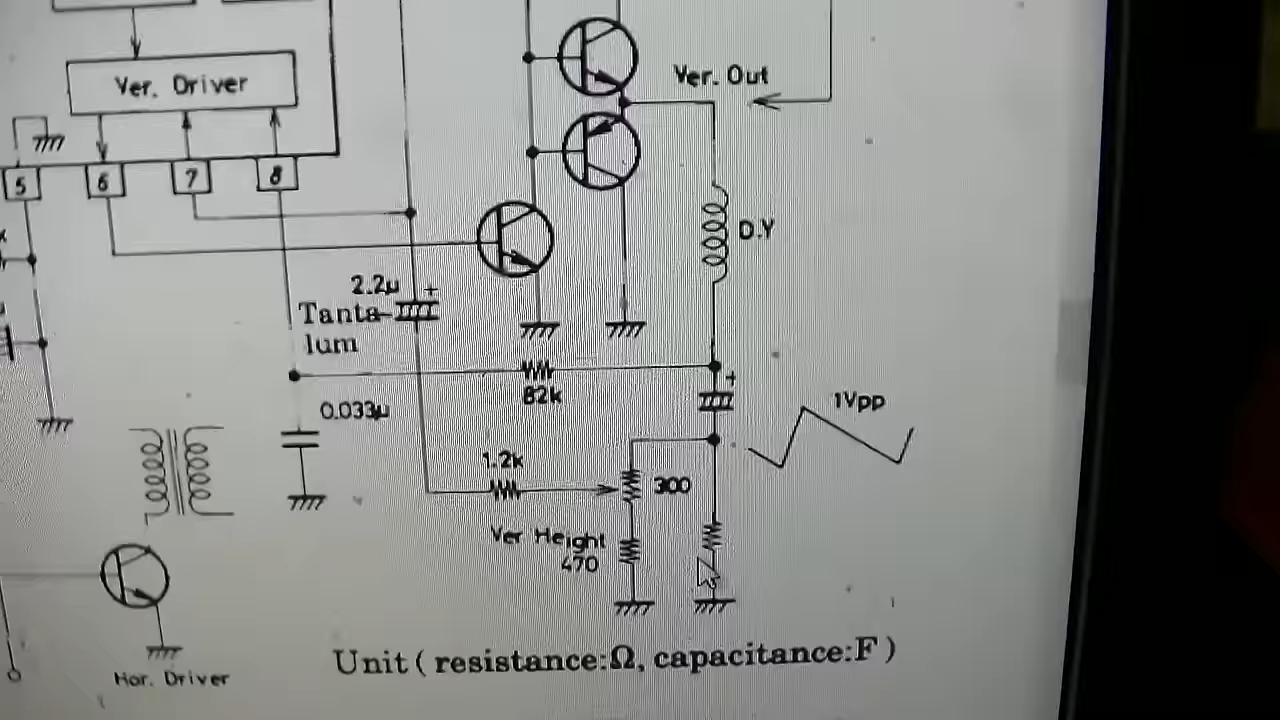 Ver. Driver
Ver. Out
5
6
7
8
D.Y
2.2μ
+
Tanta-
lum
82k
+
0.033μ
1Vpp
1.2k
300
Ver Height
470
Unit ( resistance:Ω, capacitance:F )
Hor. Driver